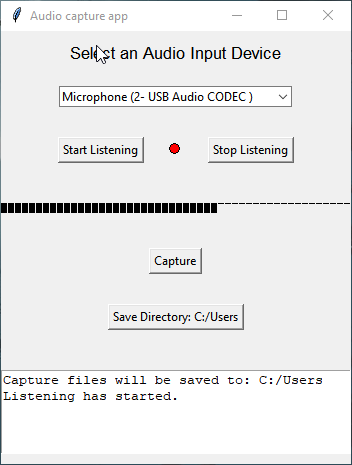 Audio capture app
Select an Audio Input Device
Microphone (2- USB Audio CODEC )
Start Listening Stop Listening
Capture
Save Directory: C:/Users
Capture files will be saved to: C:/Users
Listening has started.